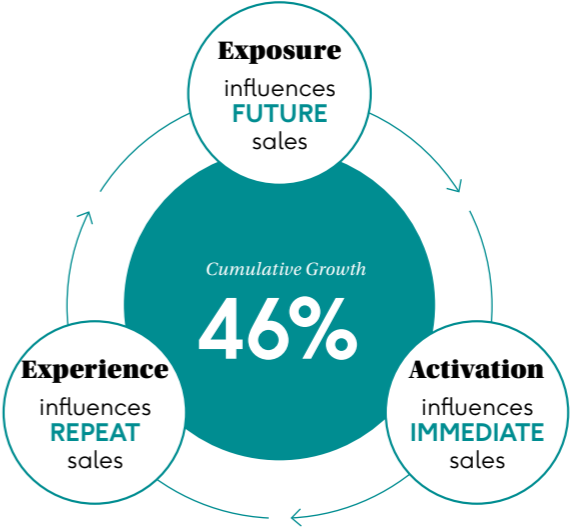 Exposure
influences
FUTURE
sales
Cumulative Growth
46%
Experience
influences
REPEAT
sales
Activation
influences
IMMEDIATE
sales